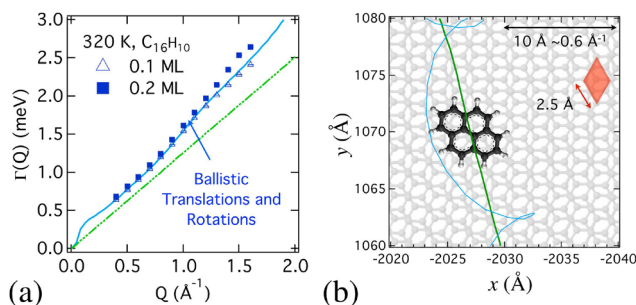 (a)
Γ(Q) (meV)
3.0
2.5
2.0
1.5
1.0
0.5
0.0
320 K, C₁₆H₁₀
0.1 ML
0.2 ML
Ballistic
Translations and
Rotations
0.0
0.5
1.0
1.5
2.0
Q (Å⁻¹)
(b)
y (Å)
1080
1075
1070
1065
1060
10 Å ~0.6 Å⁻¹
2.5 Å
-2020
-2025
-2030
-2035
-2040
x (Å)